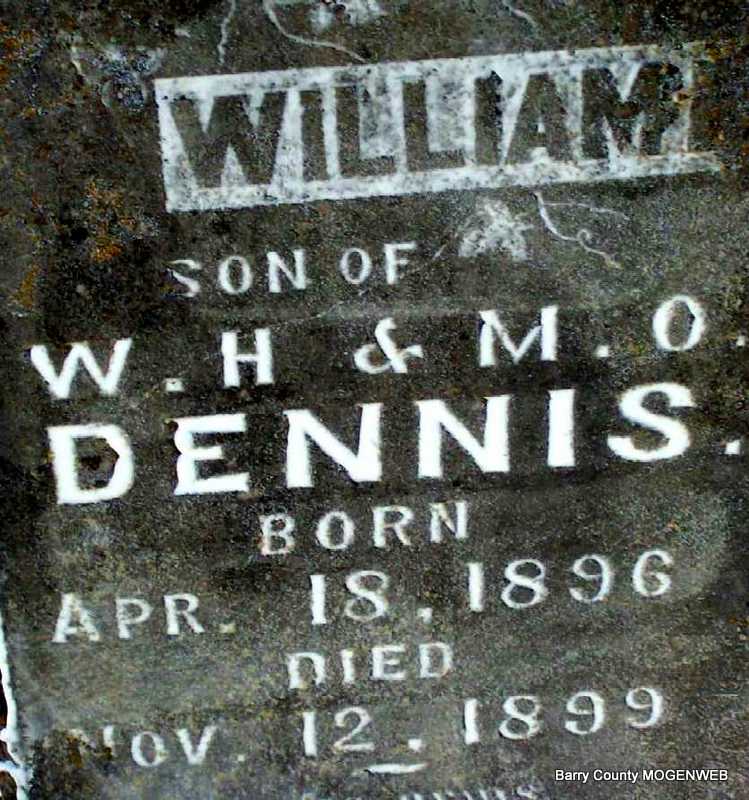 WILLIAM
SON OF
W. H & M. O.
DENNIS.
BORN
APR. 18, 1896
DIED
NOV. 12, 1899
Barry County MOGENWEB